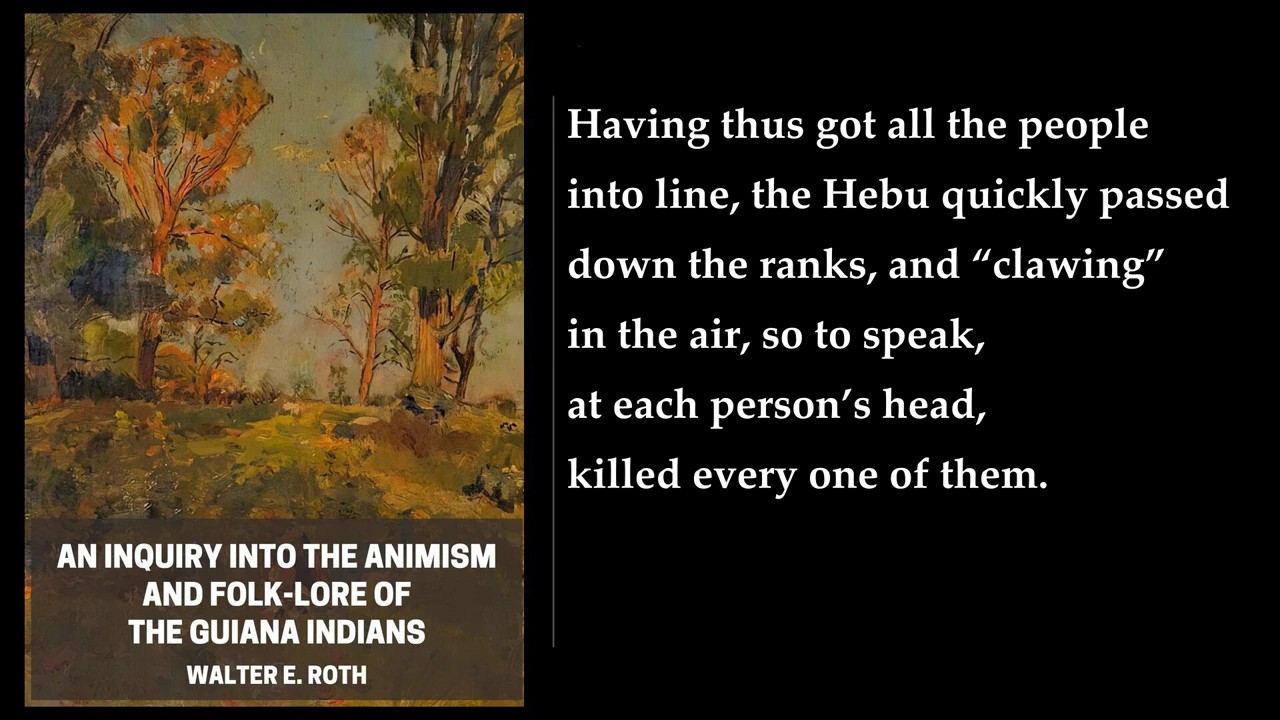 Having thus got all the people
into line, the Hebu quickly passed
down the ranks, and “clawing”
in the air, so to speak,
at each person’s head,
killed every one of them.
AN INQUIRY INTO THE ANIMISM
AND FOLK-LORE OF
THE GUIANA INDIANS
WALTER E. ROTH